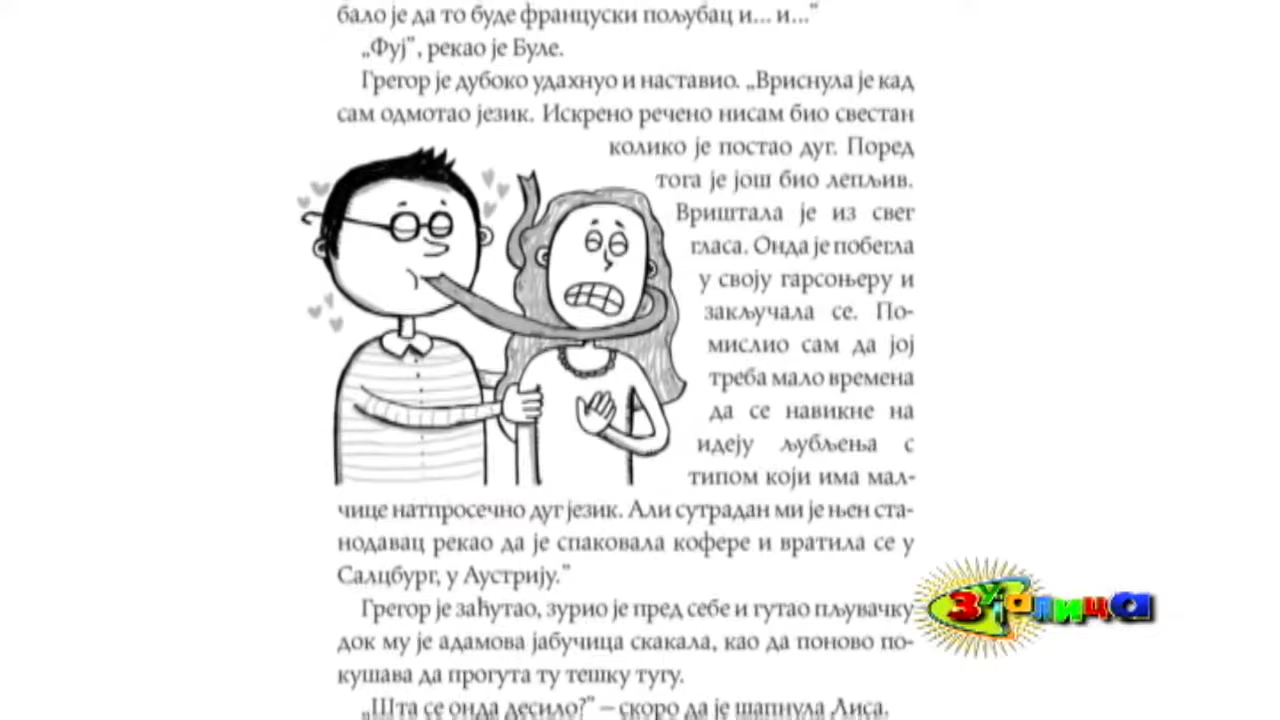 бало је да то буде француски пољубац и... и...“
„Фуј”, рекао је Буле.
Грегор је дубоко удахнуо и наставио. „Вриснула је кад
сам одмотао језик. Искрено речено нисам био свестан
колико је постао дуг. Поред
тога је још био лепљив.
Вриштала је из свег
гласа. Онда је побегла
у своју гарсоњеру и
закључала се. По-
мислио сам да јој
треба мало времена
да се навикне на
идеју љубљења с
типом који има мал-
чице натпросечно дуг језик. Али сутрадан ми је њен ста-
нодавац рекао да је спаковала кофере и вратила се у
Салцбург, у Аустрију.”
Грегор је заћутао, зурио је пред себе и гутао пљувачку
док му је адамова јабучица скакала, као да поново по-
кушава да прогута ту тешку тугу.
„Шта се онда десило?” – скоро да је шапнула Лиса.
Зујалица